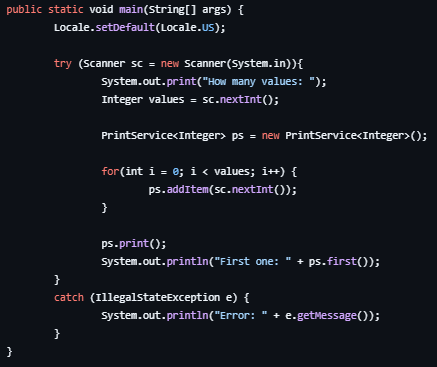 public static void main(String[] args) {
        Locale.setDefault(Locale.US);

        try (Scanner sc = new Scanner(System.in)){
                System.out.print("How many values: ");
                Integer values = sc.nextInt();

                PrintService<Integer> ps = new PrintService<Integer>();

                for(int i = 0; i < values; i++) {
                        ps.addItem(sc.nextInt());
                }

                ps.print();
                System.out.println("First one: " + ps.first());
        }
        catch (IllegalStateException e) {
                System.out.println("Error: " + e.getMessage());
        }
}